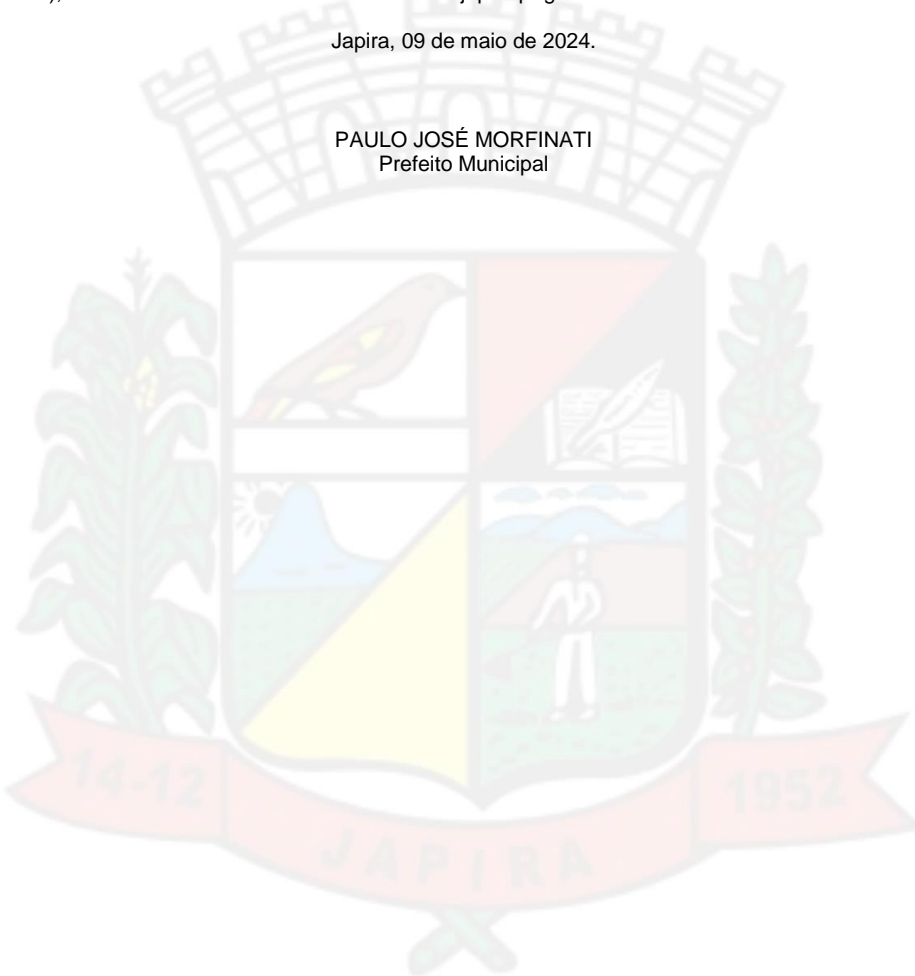 Japira, 09 de maio de 2024.
PAULO JOSÉ MORFINATI
Prefeito Municipal
14-12
1952
JAPIRA